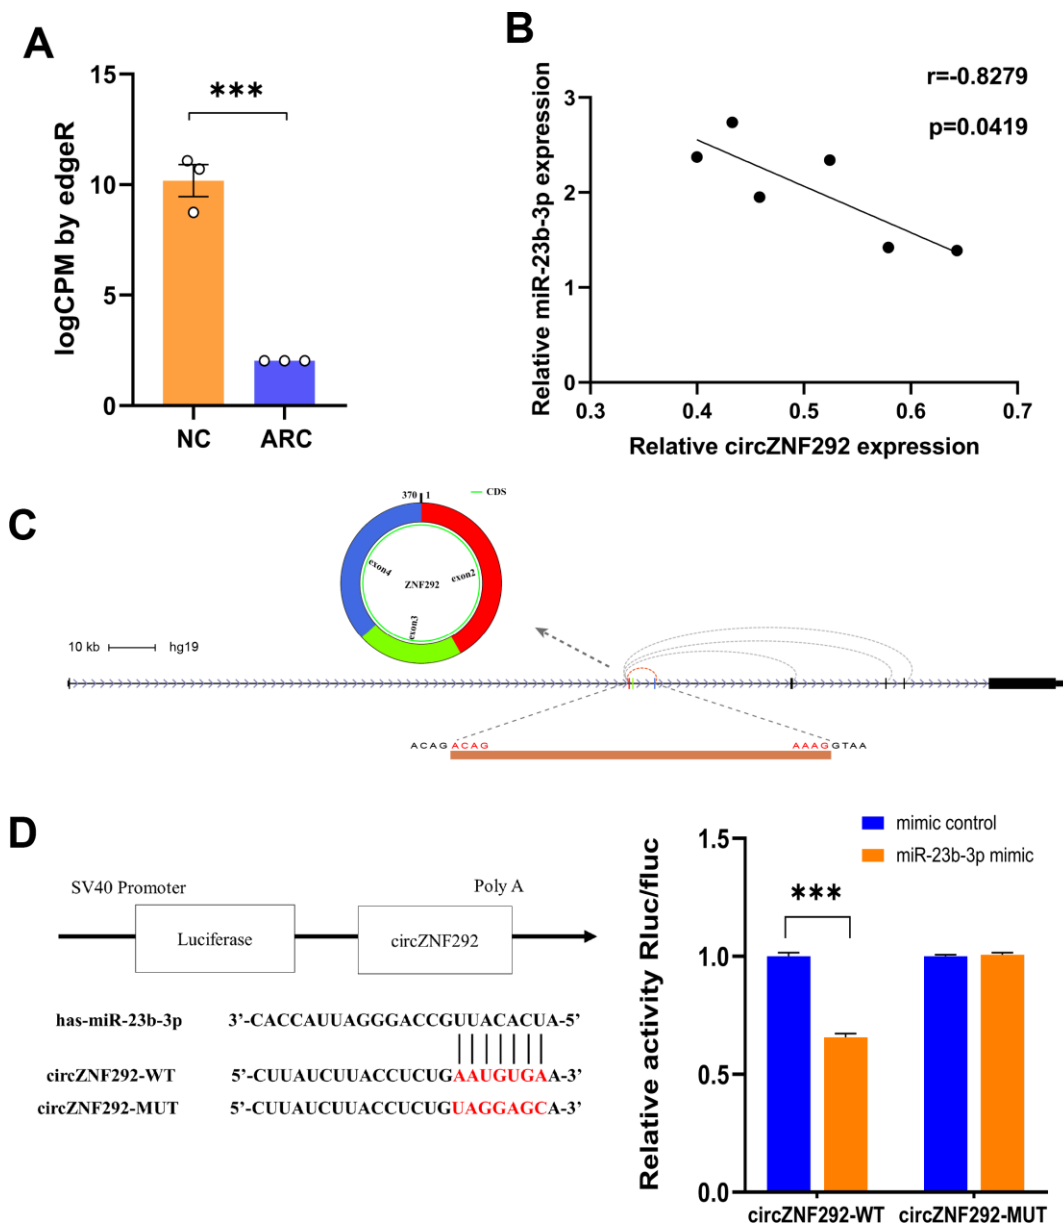 A
15
10
5
0
logCPM by edgeR
***
NC
ARC
B
r=-0.8279
p=0.0419
3
2
1
0
Relative miR-23b-3p expression
0.3 0.4 0.5 0.6 0.7
Relative circZNF292 expression
C
370 1
CDS
exon4
ZNF292
exon2
exon3
10 kb hg19
ACAGACAG AAAGGTAA
D
SV40 Promoter Poly A
Luciferase circZNF292
has-miR-23b-3p 3’-CACCAUUAGGGACCGUUACACUA-5’
circZNF292-WT 5’-CUUAUCUUACCUCUGAAUGUGAA-3’
circZNF292-MUT 5’-CUUAUCUUACCUCUGUAGGAGCA-3’
mimic control
miR-23b-3p mimic
1.5
1.0
0.5
0.0
Relative activity Rluc/fluc
***
circZNF292-WT circZNF292-MUT